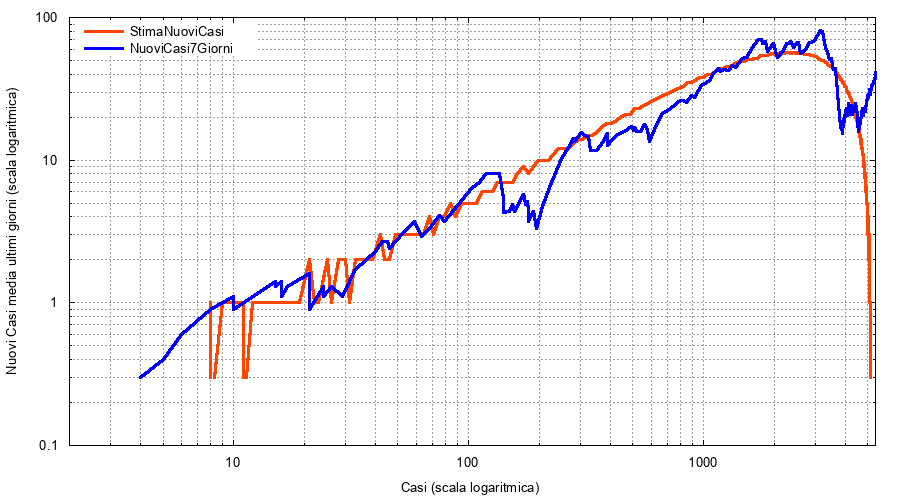 100
StimaNuoviCasi
NuoviCasi7Giorni
10
1
0.1
Nuovi Casi media ultimi giorni (scala logaritmica)
10
100
1000
Casi (scala logaritmica)